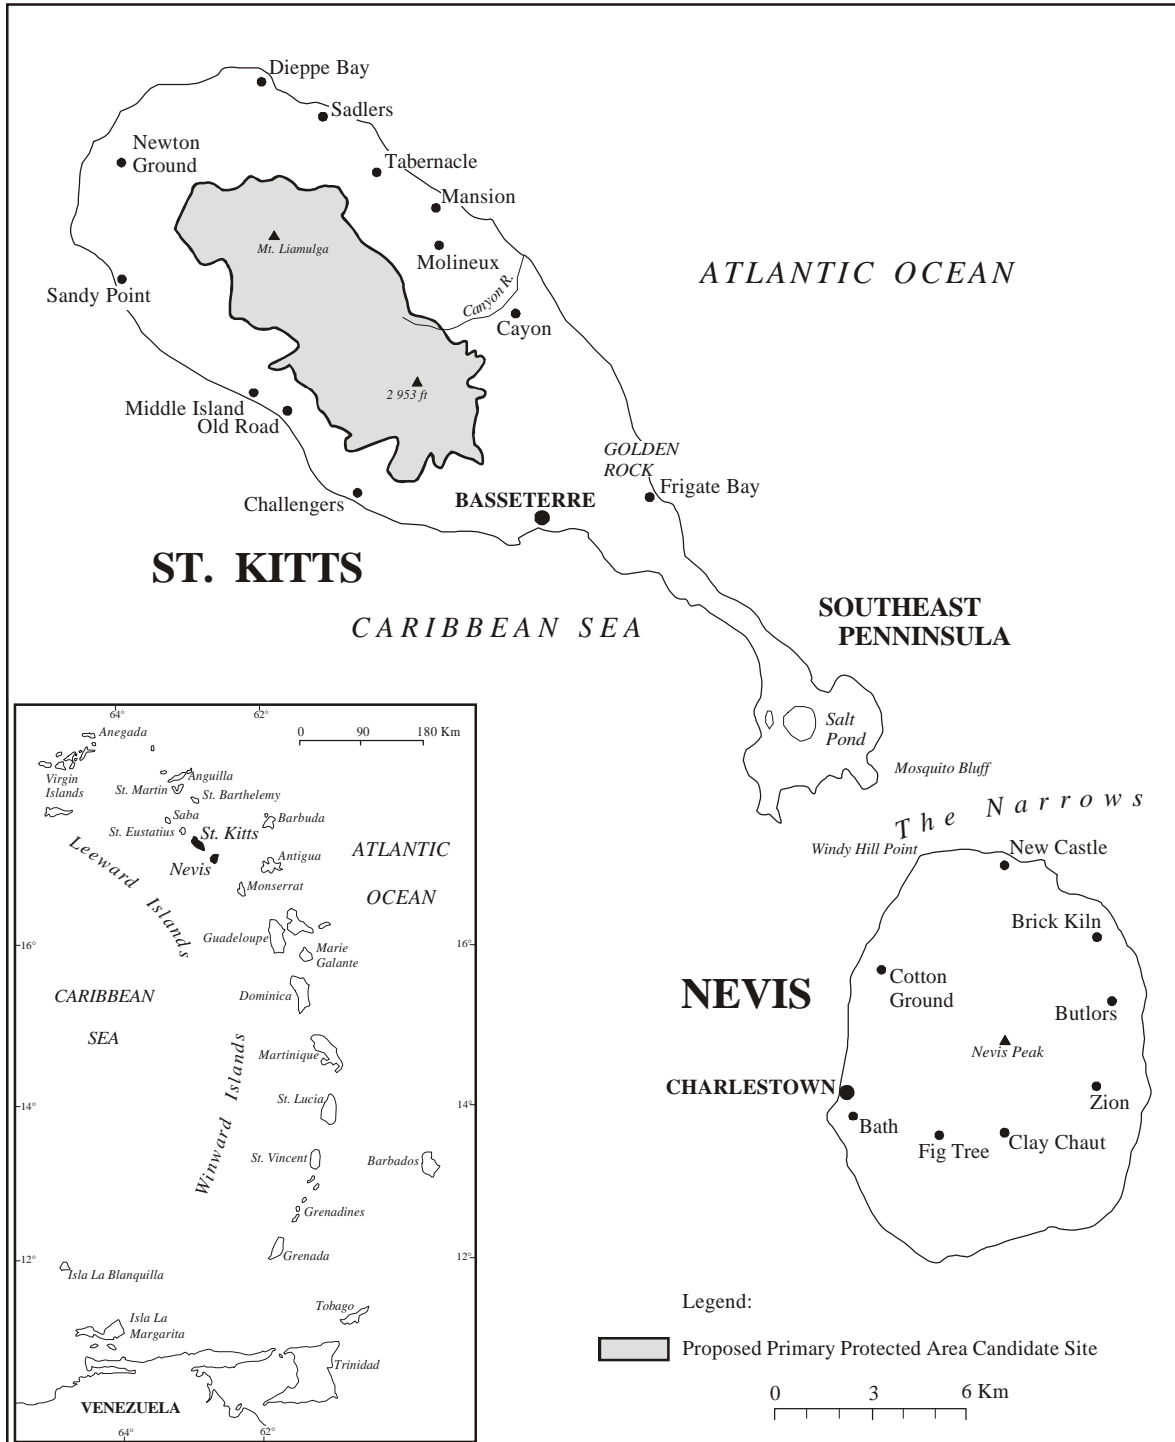 Dieppe Bay
Sadlers
Newton
Ground
Tabernacle
Mansion
Mt. Liamulga
Molineux
ATLANTIC OCEAN
Canyon R.
Sandy Point
Cayon
2 953 ft
Middle Island
Old Road
GOLDEN
ROCK
Frigate Bay
Challengers
BASSETERRE
ST. KITTS
CARIBBEAN SEA
SOUTHEAST
PENNINSULA
Salt
Pond
Mosquito Bluff
The Narrows
Windy Hill Point
New Castle
Brick Kiln
Cotton
Ground
NEVIS
Butlors
Nevis Peak
CHARLESTOWN
Zion
Bath
Fig Tree
Clay Chaut
Legend:
Proposed Primary Protected Area Candidate Site
0 3 6 Km
64°
62°
Anegada
0 90 180 Km
Virgin
Islands
Anguilla
St. Martin
St. Barthelemy
Saba
Barbuda
St. Eustatius
St. Kitts
Nevis
Antigua
ATLANTIC
OCEAN
Leeward Islands
Monserrat
Guadeloupe
16°
16°
Marie
Galante
CARIBBEAN
SEA
Dominica
Martinique
Winward Islands
St. Lucia
14°
14°
St. Vincent
Barbados
Grenadines
Grenada
12°
12°
Isla La Blanquilla
Isla La
Margarita
Tobago
Trinidad
VENEZUELA
64°
62°